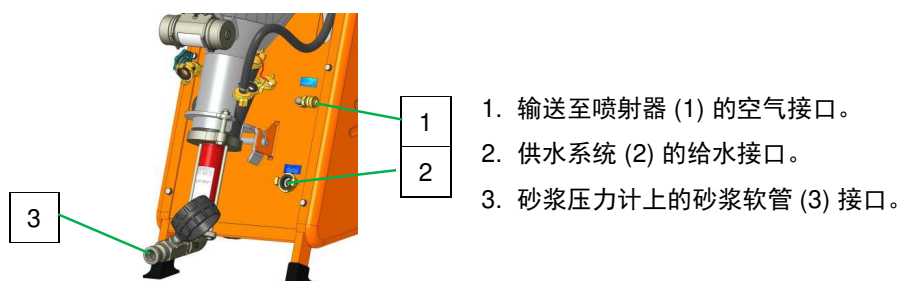 1
2
3
1. 输送至喷射器 (1) 的空气接口。
2. 供水系统 (2) 的给水接口。
3. 砂浆压力计上的砂浆软管 (3) 接口。